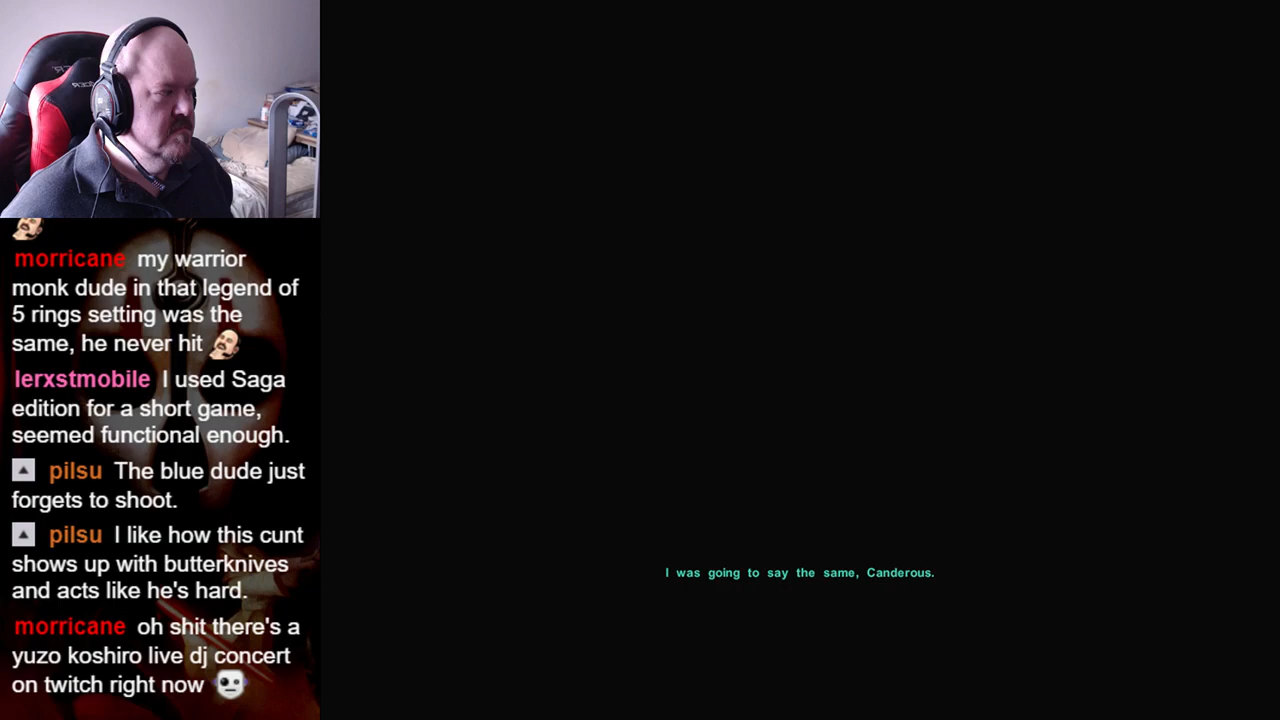 morricane my warrior
monk dude in that legend of
5 rings setting was the
same, he never hit
lerxstmobile I used Saga
edition for a short game,
seemed functional enough.
pilsu The blue dude just
forgets to shoot.
pilsu I like how this cunt
shows up with butterknives
and acts like he's hard.
morricane oh shit there's a
yuzo koshiro live dj concert
on twitch right now
I was going to say the same, Canderous.